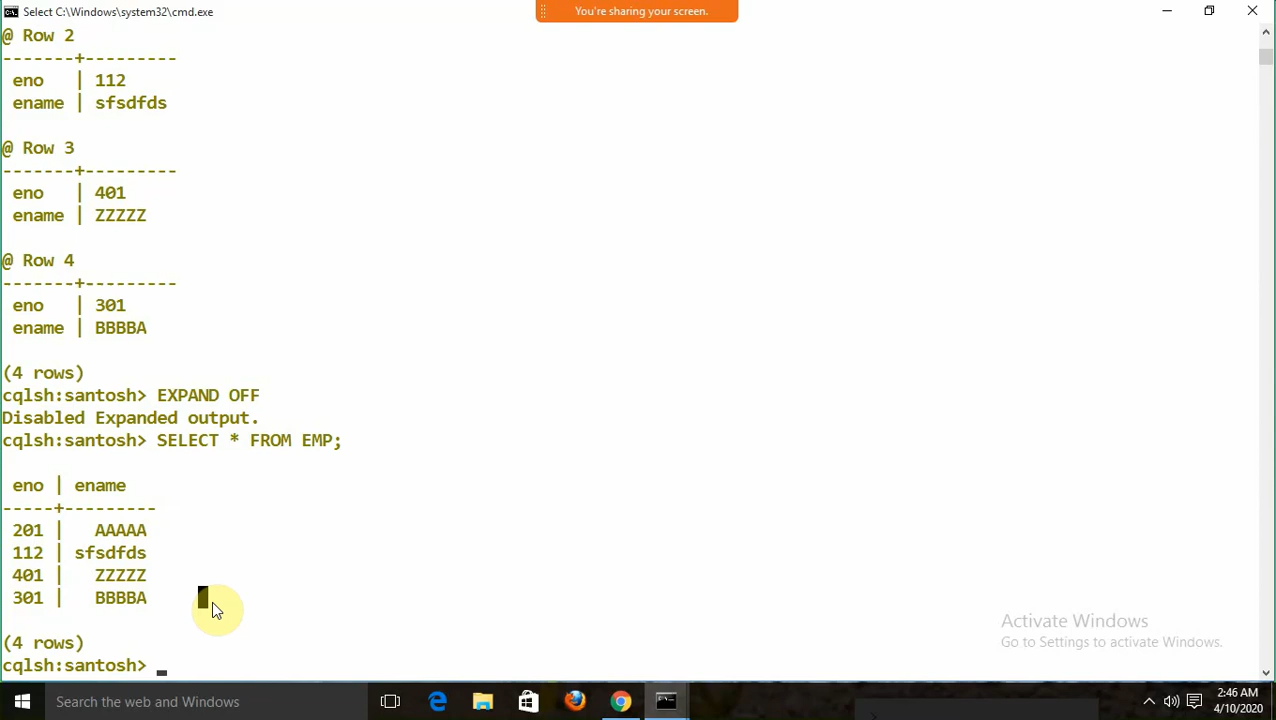 Select C:\Windows\system32\cmd.exe
You're sharing your screen.
@ Row 2
-------+---------
eno   | 112
ename | sfsdfds
@ Row 3
-------+---------
eno   | 401
ename | ZZZZZ
@ Row 4
-------+---------
eno   | 301
ename | BBBBA
(4 rows)
cqlsh:santosh> EXPAND OFF
Disabled Expanded output.
cqlsh:santosh> SELECT * FROM EMP;
eno | ename
-----+---------
201 |   AAAAA
112 | sfsdfds
401 |   ZZZZZ
301 |   BBBBA
(4 rows)
cqlsh:santosh>
Activate Windows
Go to Settings to activate Windows.
Search the web and Windows
2:46 AM
4/10/2020